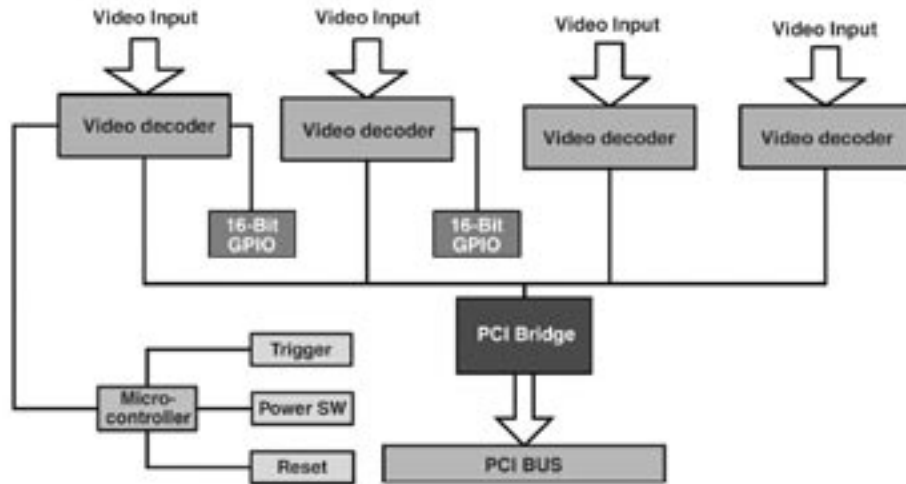 Video Input
Video Input
Video Input
Video Input
Video decoder
Video decoder
Video decoder
Video decoder
16-Bit
GPIO
16-Bit
GPIO
PCI Bridge
Trigger
Micro-
controller
Power SW
Reset
PCI BUS